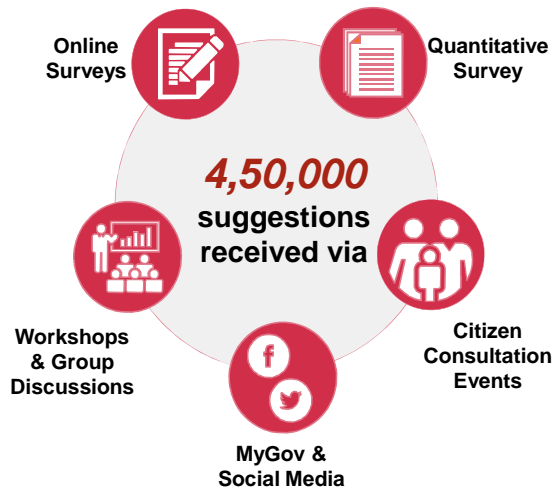 Online
Surveys
Quantitative
Survey
4,50,000
suggestions
received via
Workshops
& Group
Discussions
Citizen
Consultation
Events
MyGov &
Social Media